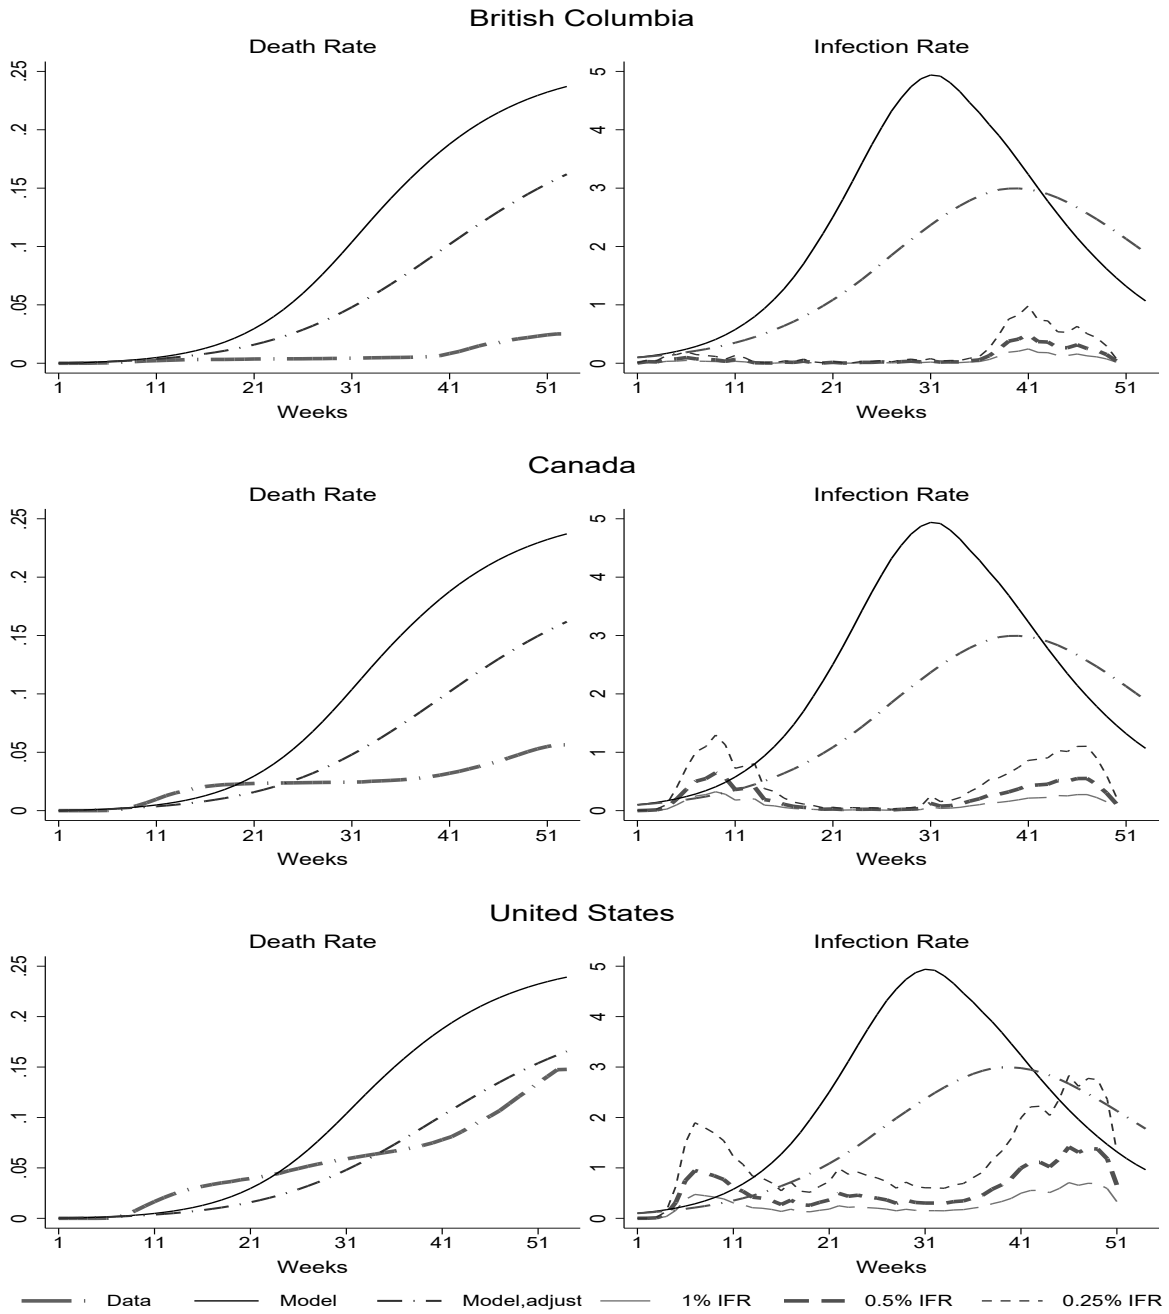 British Columbia
Death Rate
Infection Rate
0 .05 .1 .15 .2 .25
1 11 21 31 41 51
Weeks
0 1 2 3 4 5
1 11 21 31 41 51
Weeks
Canada
Death Rate
Infection Rate
0 .05 .1 .15 .2 .25
1 11 21 31 41 51
Weeks
0 1 2 3 4 5
1 11 21 31 41 51
Weeks
United States
Death Rate
Infection Rate
0 .05 .1 .15 .2 .25
1 11 21 31 41 51
Weeks
0 1 2 3 4 5
1 11 21 31 41 51
Weeks
Data Model Model,adjust 1% IFR 0.5% IFR 0.25% IFR